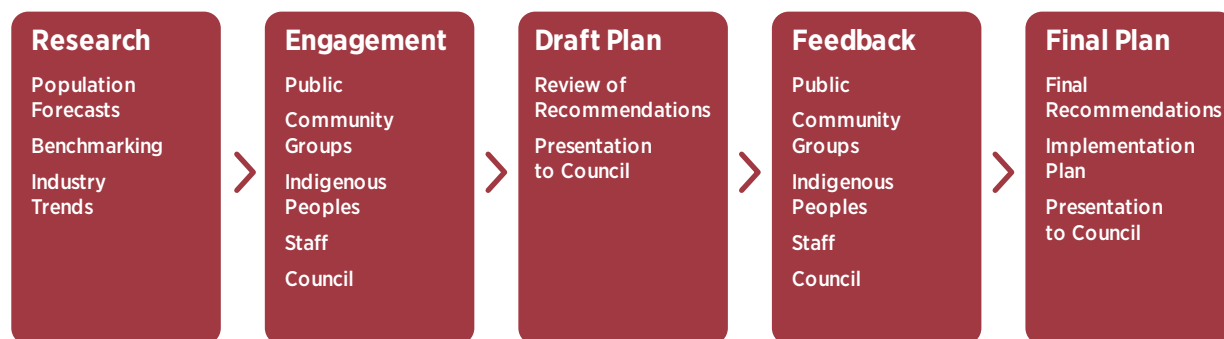 Research
Population
Forecasts
Benchmarking
Industry
Trends
Engagement
Public
Community
Groups
Indigenous
Peoples
Staff
Council
Draft Plan
Review of
Recommendations
Presentation
to Council
Feedback
Public
Community
Groups
Indigenous
Peoples
Staff
Council
Final Plan
Final
Recommendations
Implementation
Plan
Presentation
to Council